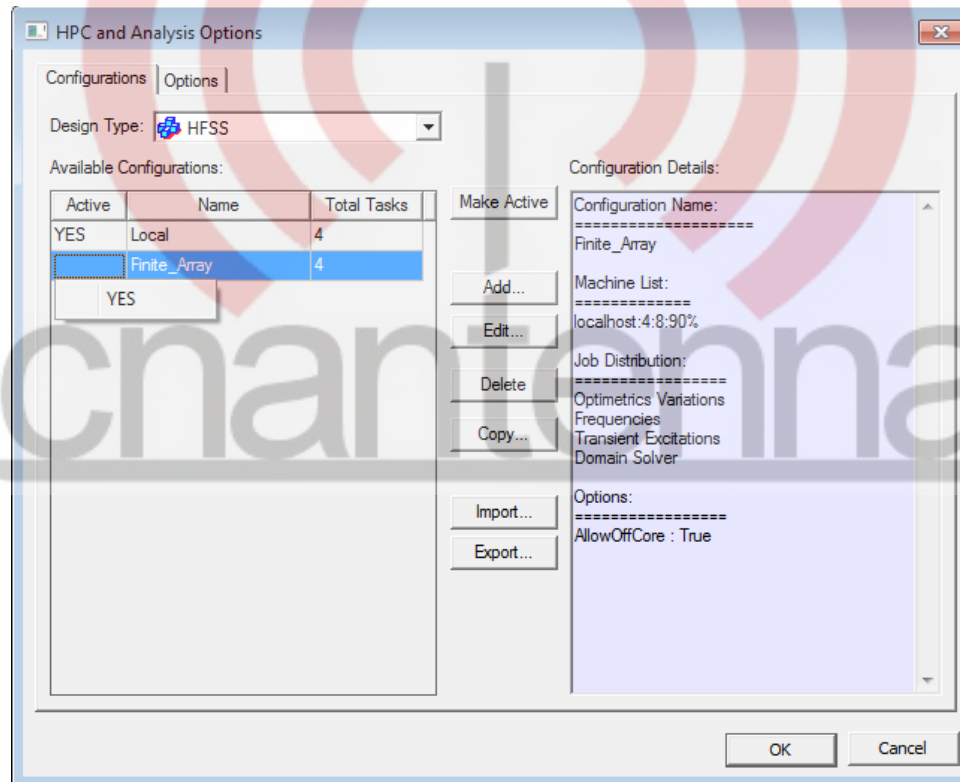 HPC and Analysis Options
Configurations Options
Design Type: HFSS
Available Configurations:
Active Name Total Tasks
YES Local 4
Finite_Array 4
YES
Make Active
Add...
Edit...
Delete
Copy...
Import...
Export...
Configuration Details:
Configuration Name:
====================
Finite_Array
Machine List:
=============
localhost:4:8:90%
Job Distribution:
=================
Optimetrics Variations
Frequencies
Transient Excitations
Domain Solver
Options:
=================
AllowOffCore : True
OK Cancel
cnantenna